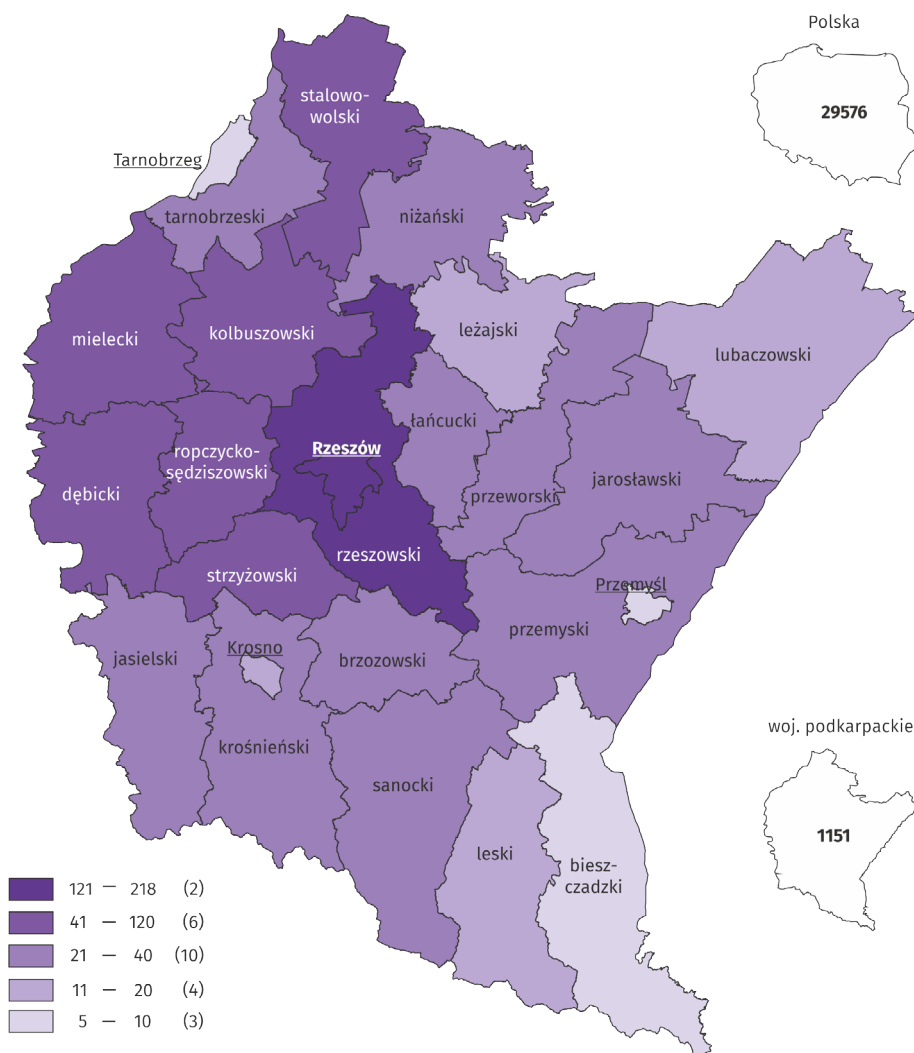 Polska
29576
stalowo-
wolski
Tarnobrzeg
tarnobrzeski
niżański
mielecki
kolbuszowski
leżajski
lubaczowski
łańcucki
Rzeszów
ropczycko-
sędziszowski
dębicki
przeworski
jarosławski
rzeszowski
strzyżowski
Przemyśl
przemyski
Krosno
jasielski
brzozowski
krośnieński
sanocki
woj. podkarpackie
1151
leski
biesz-
czadzki
121 – 218 (2)
41 – 120 (6)
21 – 40 (10)
11 – 20 (4)
5 – 10 (3)